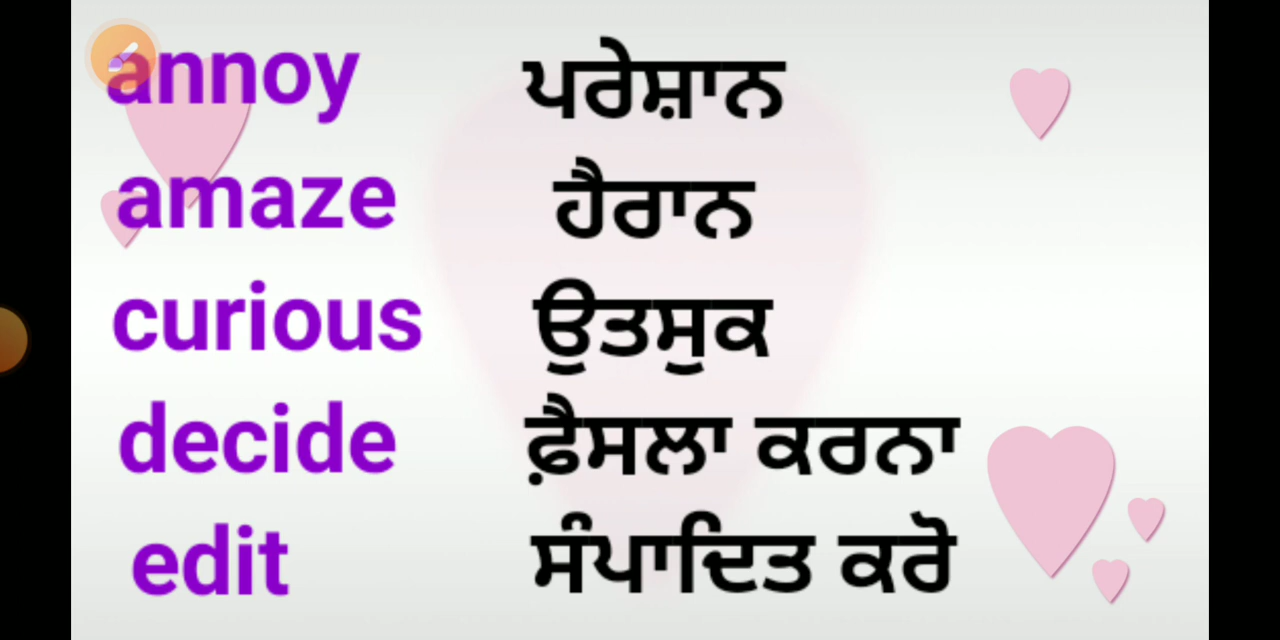 annoy ਪਰੇਸ਼ਾਨ
amaze ਹੈਰਾਨ
curious ਉਤਸੁਕ
decide ਫ਼ੈਸਲਾ ਕਰਨਾ
edit ਸੰਪਾਦਿਤ ਕਰੋ